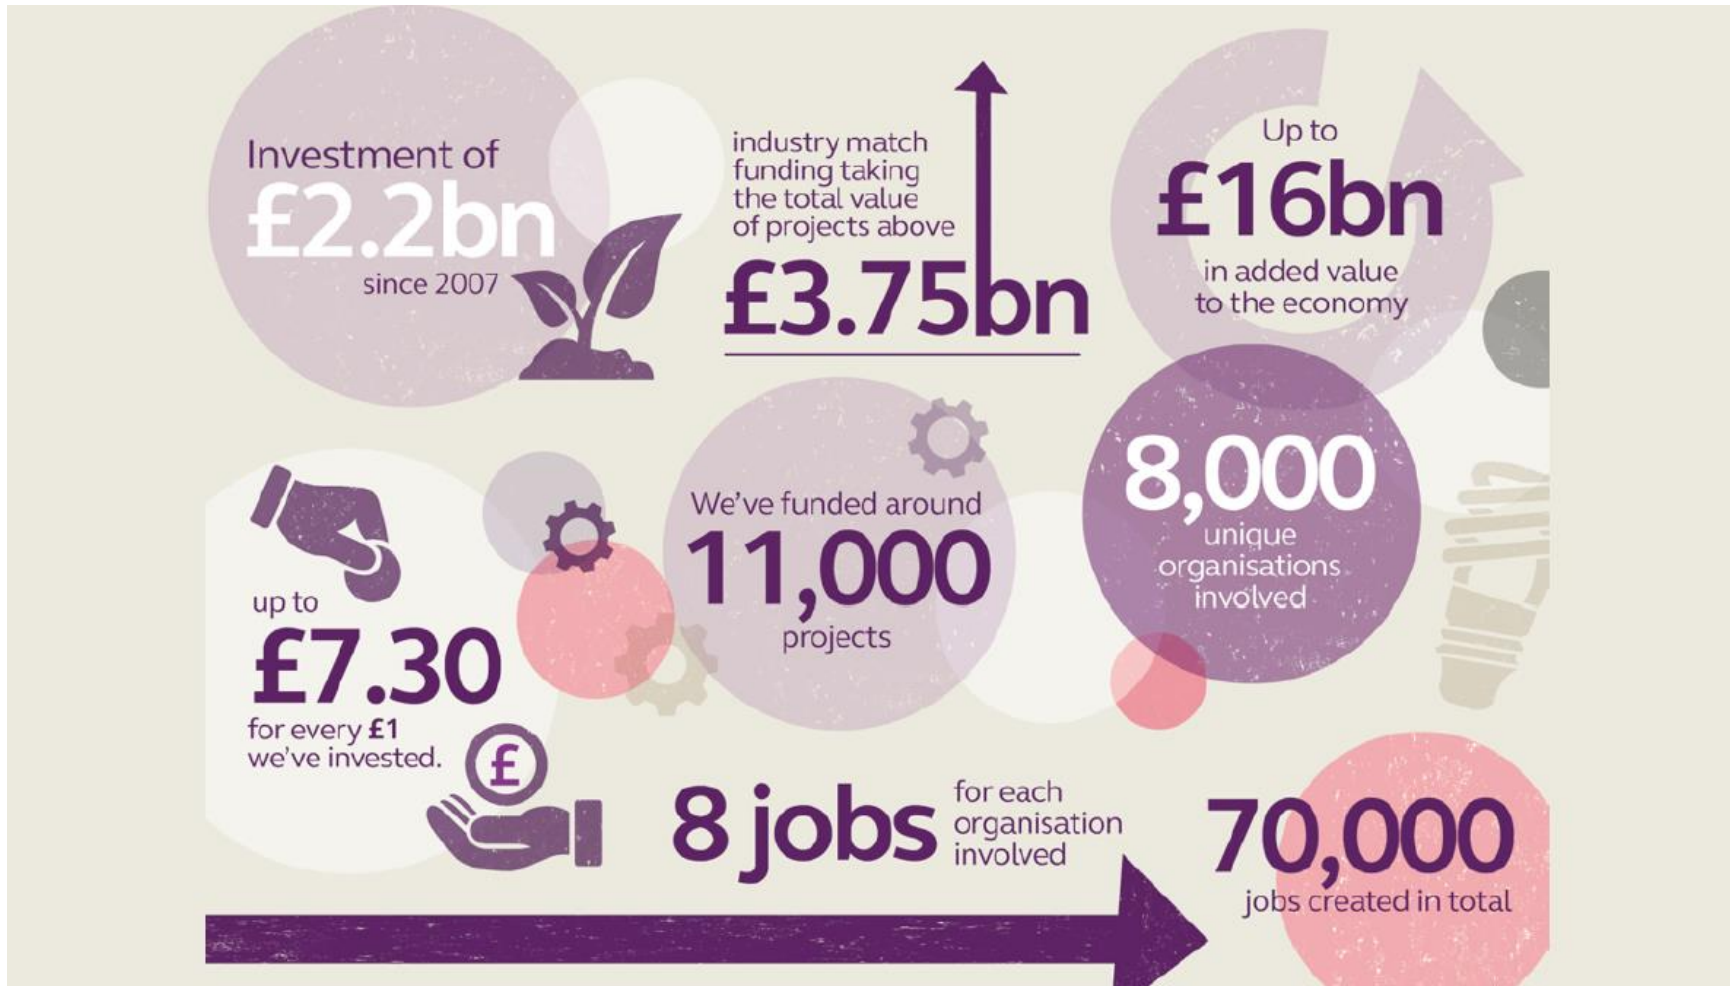 Investment of
£2.2bn
since 2007
industry match
funding taking
the total value
of projects above
£3.75bn
Up to
£16bn
in added value
to the economy
up to
£7.30
for every £1
we've invested.
£
We've funded around
11,000
projects
8,000
unique
organisations
involved
8 jobs
for each
organisation
involved
70,000
jobs created in total